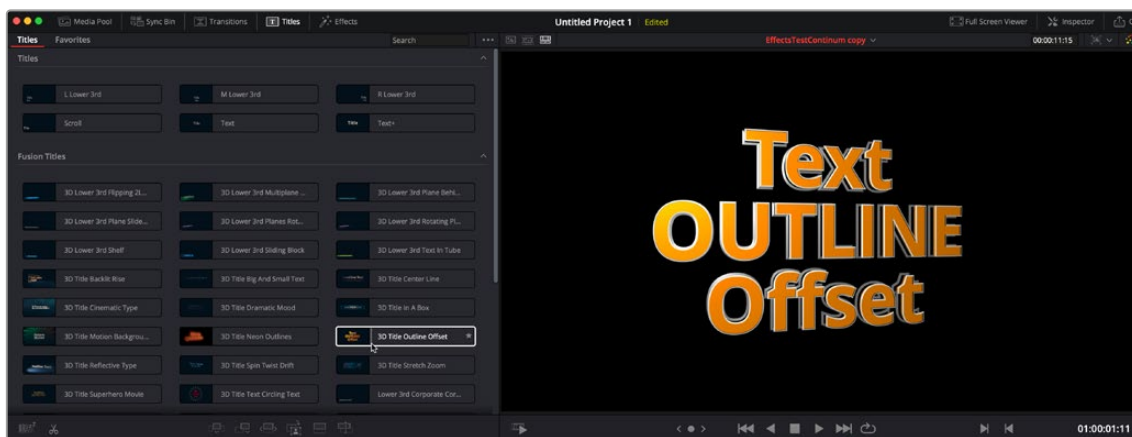 Media Pool Sync Bin Transitions Titles Effects Untitled Project 1 Edited Full Screen Viewer Inspector
Titles Favorites Search EffectsTestContinum copy 00:00:11:15
Titles
L Lower 3rd M Lower 3rd R Lower 3rd
Scroll Text Text+
Fusion Titles
3D Lower 3rd Flipping 2L... 3D Lower 3rd Multiplane ... 3D Lower 3rd Plane Behi...
3D Lower 3rd Plane Slide... 3D Lower 3rd Planes Rot... 3D Lower 3rd Rotating Pl...
3D Lower 3rd Shelf 3D Lower 3rd Sliding Block 3D Lower 3rd Text In Tube
3D Title Backlit Rise 3D Title Big And Small Text 3D Title Center Line
3D Title Cinematic Type 3D Title Dramatic Mood 3D Title in A Box
3D Title Motion Backgrou... 3D Title Neon Outlines 3D Title Outline Offset
3D Title Reflective Type 3D Title Spin Twist Drift 3D Title Stretch Zoom
3D Title Superhero Movie 3D Title Text Circling Text Lower 3rd Corporate Cor...
Text
OUTLINE
Offset
01:00:01:11